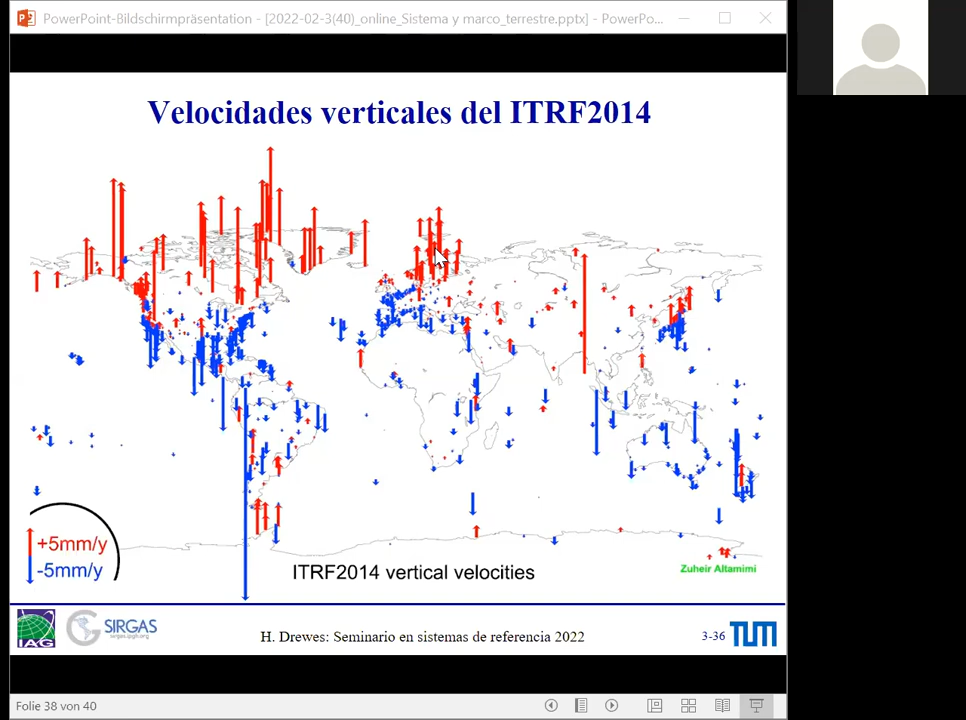 PowerPoint-Bildschirmpräsentation - [2022-02-3(40)_online_Sistema y marco_terrestre.pptx] - PowerPo...
Velocidades verticales del ITRF2014
+5mm/y
-5mm/y
ITRF2014 vertical velocities
Zuheir Altamimi
IAG
SIRGAS
sirgas.ipgh.org
H. Drewes: Seminario en sistemas de referencia 2022
3-36
TUM
Folie 38 von 40